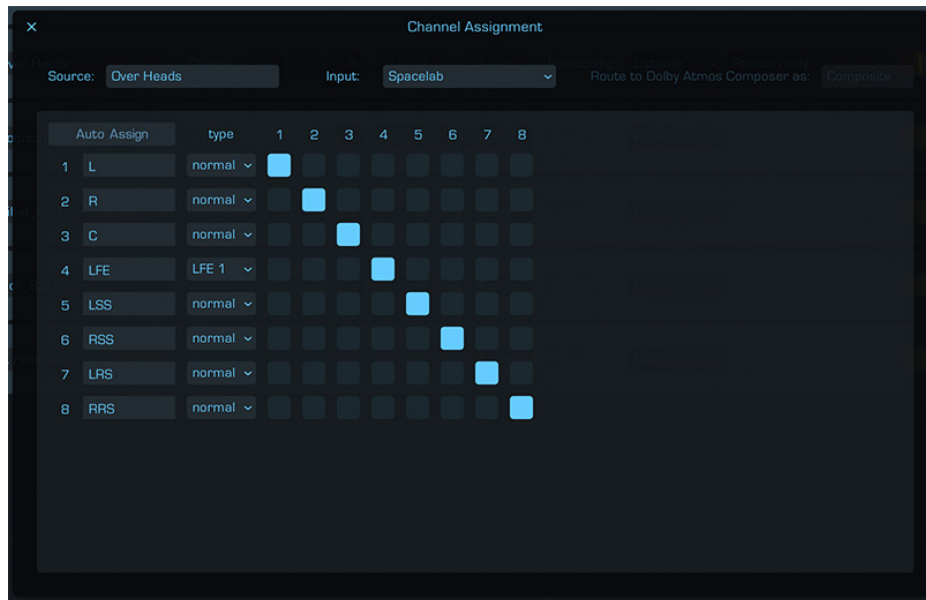 Channel Assignment
Source: Over Heads Input: Spacelab Route to Dolby Atmos Composer as: Composite
Auto Assign type 1 2 3 4 5 6 7 8
1 L normal
2 R normal
3 C normal
4 LFE LFE 1
5 LSS normal
6 RSS normal
7 LRS normal
8 RRS normal